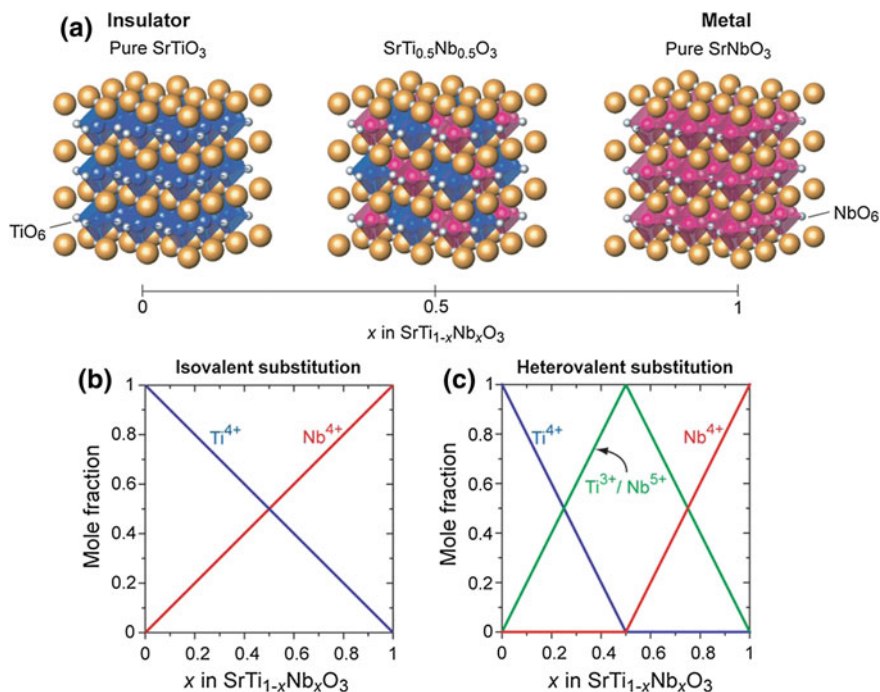 (a)
Insulator
Pure SrTiO₃
SrTi₀.₅Nb₀.₅O₃
Metal
Pure SrNbO₃
TiO₆
NbO₆
0
0.5
1
x in SrTi₁₋ₓNbₓO₃
(b)
Isovalent substitution
Mole fraction
1
0.8
0.6
0.4
0.2
0
Ti⁴⁺
Nb⁴⁺
0 0.2 0.4 0.6 0.8 1
x in SrTi₁₋ₓNbₓO₃
(c)
Heterovalent substitution
Mole fraction
1
0.8
0.6
0.4
0.2
0
Ti⁴⁺
Nb⁴⁺
Ti³⁺/ Nb⁵⁺
0 0.2 0.4 0.6 0.8 1
x in SrTi₁₋ₓNbₓO₃